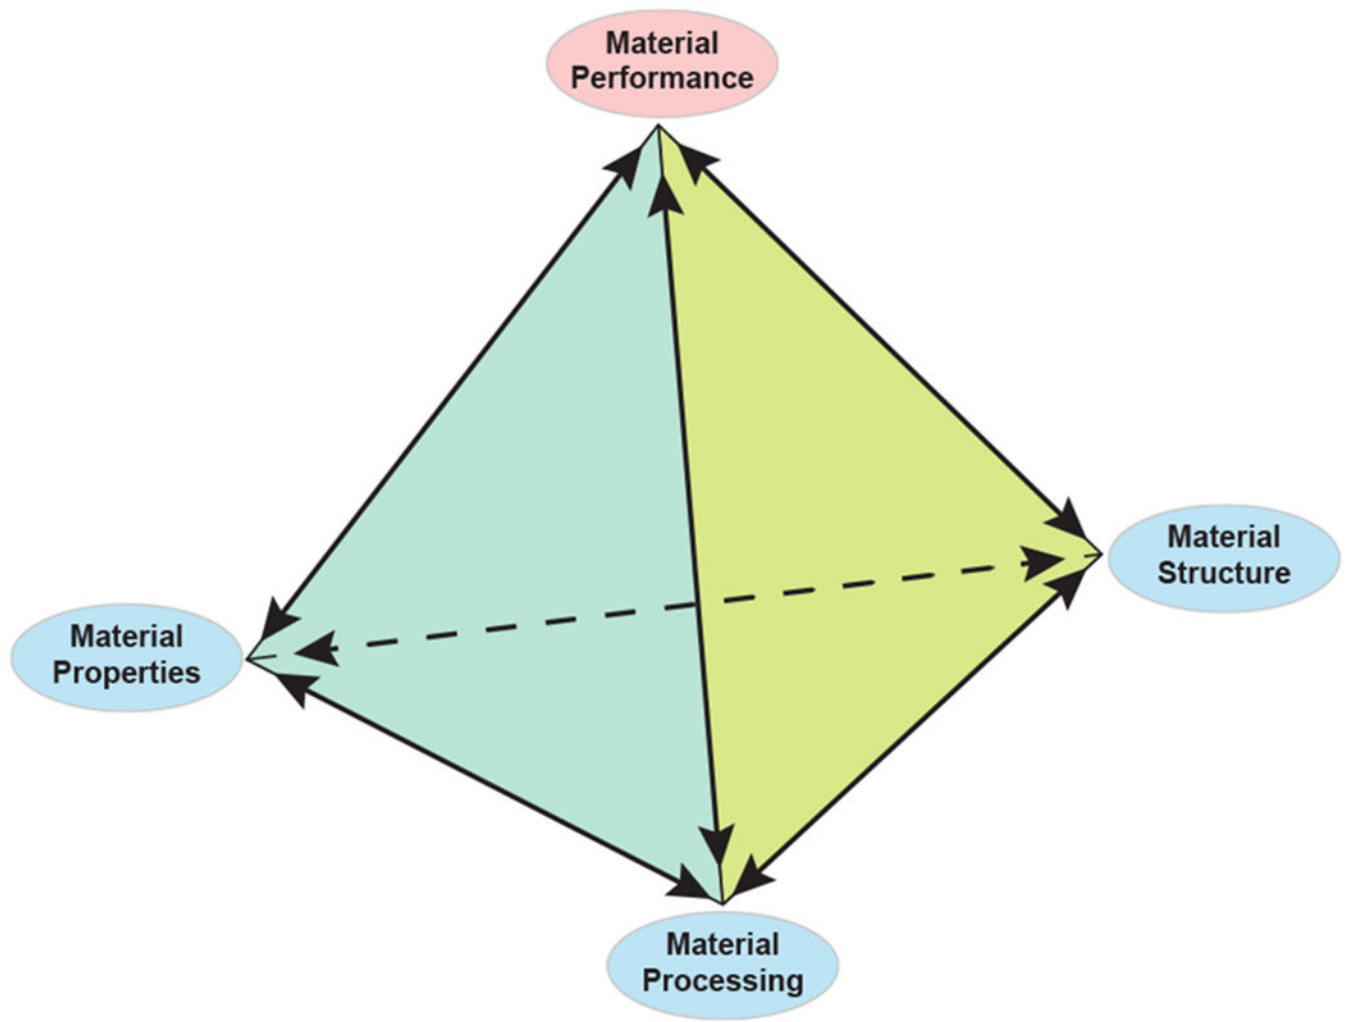 Material
Performance
Material
Structure
Material
Properties
Material
Processing